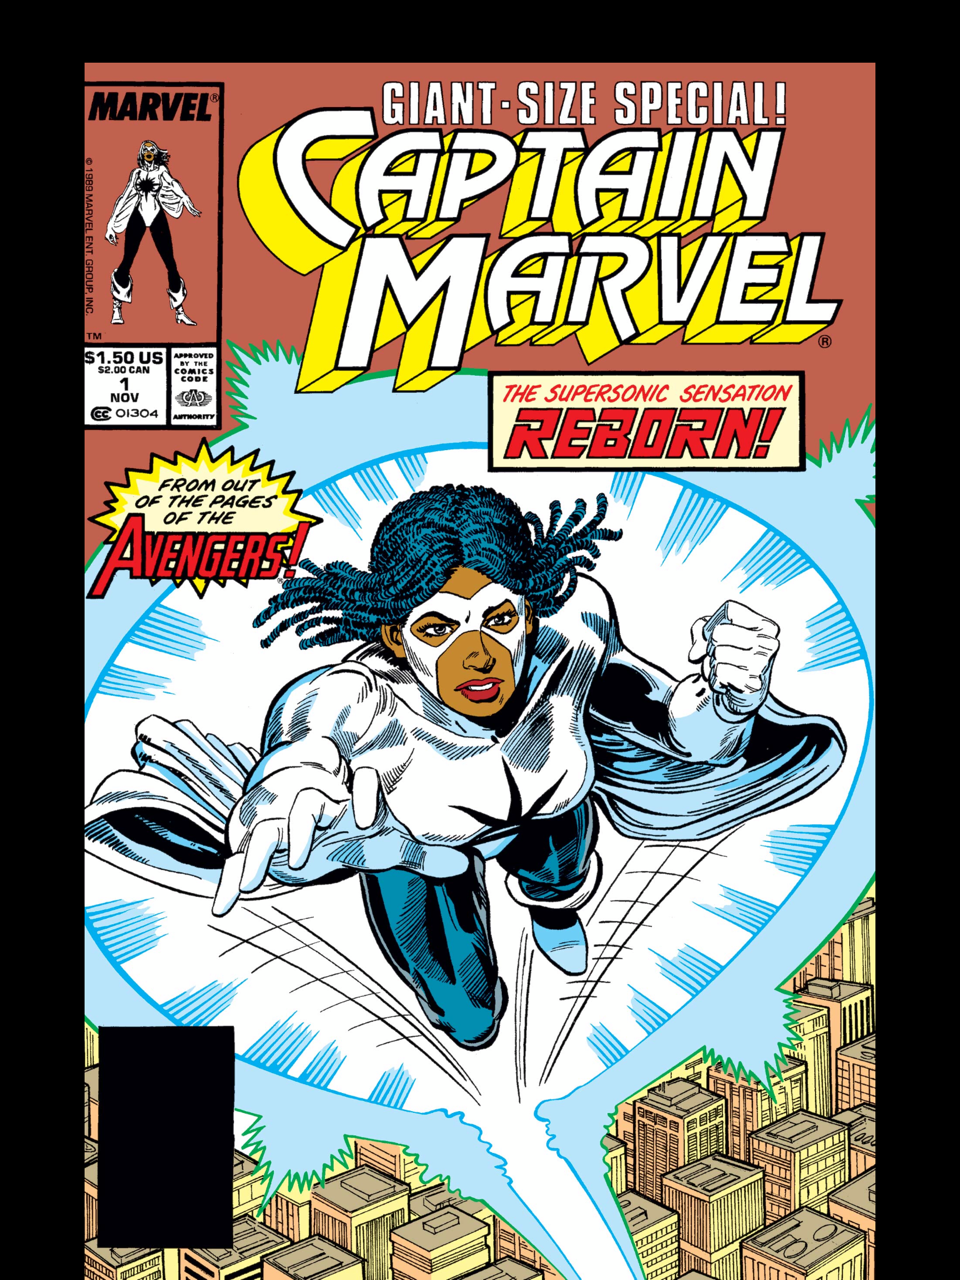 MARVEL®
© 1989 MARVEL ENT. GROUP, INC.
TM
$1.50 US
$2.00 CAN
1
NOV
CC 01304
APPROVED
BY THE
COMICS
CODE
CA
AUTHORITY
GIANT-SIZE SPECIAL!
CAPTAIN
MARVEL
®
THE SUPERSONIC SENSATION
REBORN!
FROM OUT
OF THE PAGES
OF THE
AVENGERS!